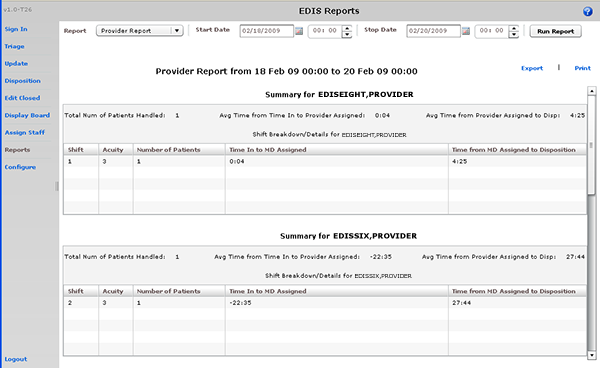 v1.0-T26 EDIS Reports ?
Sign In
Triage
Update
Disposition
Edit Closed
Display Board
Assign Staff
Reports
Configure
Logout
Report Provider Report Start Date 02/18/2009 00: 00 Stop Date 02/20/2009 00: 00 Run Report
Export | Print
Provider Report from 18 Feb 09 00:00 to 20 Feb 09 00:00
Summary for EDISEIGHT,PROVIDER
Total Num of Patients Handled: 1 Avg Time from Time In to Provider Assigned: 0:04 Avg Time from Provider Assigned to Disp: 4:25
Shift Breakdown/Details for EDISEIGHT,PROVIDER
Shift Acuity Number of Patients Time In to MD Assigned Time from MD Assigned to Disposition
1 3 1 0:04 4:25
Summary for EDISSIX,PROVIDER
Total Num of Patients Handled: 1 Avg Time from Time In to Provider Assigned: -22:35 Avg Time from Provider Assigned to Disp: 27:44
Shift Breakdown/Details for EDISSIX,PROVIDER
Shift Acuity Number of Patients Time In to MD Assigned Time from MD Assigned to Disposition
2 3 1 -22:35 27:44